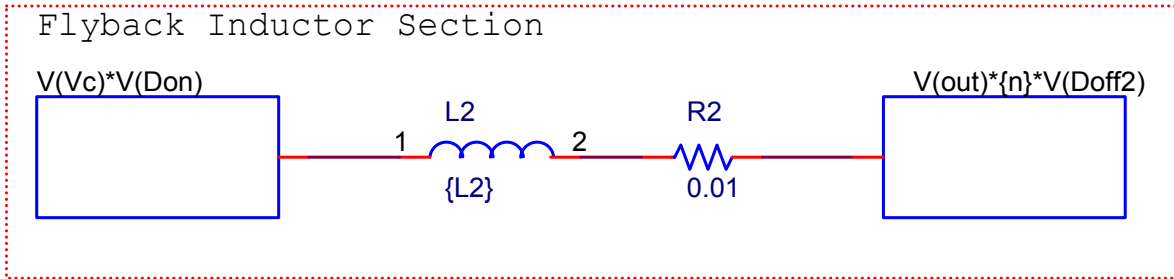 Flyback Inductor Section
V(Vc)*V(Don)
V(out)*{n}*V(Doff2)
L2
R2
1
2
{L2}
0.01